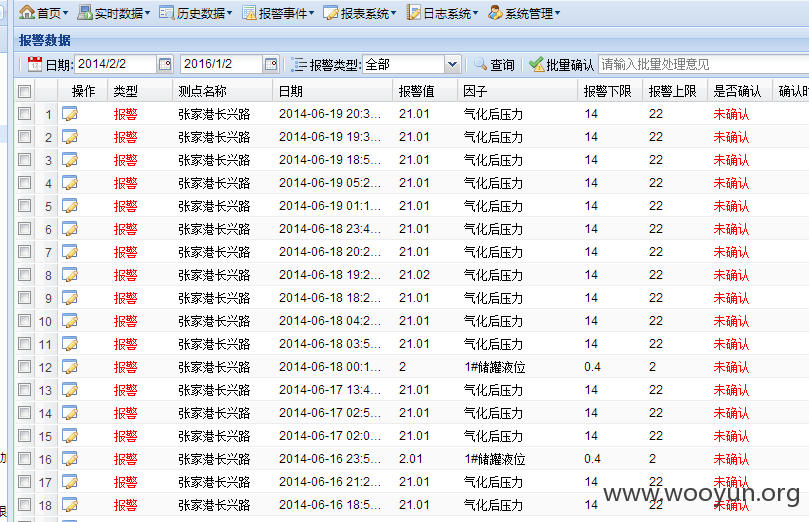 首页 实时数据 历史数据 报警事件 报表系统 日志系统 系统管理
报警数据
日期: 2014/2/2 2016/1/2 报警类型: 全部 查询 批量确认 请输入批量处理意见
操作 类型 测点名称 日期 报警值 因子 报警下限 报警上限 是否确认
1 报警 张家港长兴路 2014-06-19 20:3... 21.01 气化后压力 14 22 未确认
2 报警 张家港长兴路 2014-06-19 19:3... 21.01 气化后压力 14 22 未确认
3 报警 张家港长兴路 2014-06-19 18:5... 21.01 气化后压力 14 22 未确认
4 报警 张家港长兴路 2014-06-19 05:2... 21.01 气化后压力 14 22 未确认
5 报警 张家港长兴路 2014-06-19 01:1... 21.01 气化后压力 14 22 未确认
6 报警 张家港长兴路 2014-06-18 23:4... 21.01 气化后压力 14 22 未确认
7 报警 张家港长兴路 2014-06-18 20:2... 21.01 气化后压力 14 22 未确认
8 报警 张家港长兴路 2014-06-18 19:2... 21.02 气化后压力 14 22 未确认
9 报警 张家港长兴路 2014-06-18 18:2... 21.01 气化后压力 14 22 未确认
10 报警 张家港长兴路 2014-06-18 04:2... 21.01 气化后压力 14 22 未确认
11 报警 张家港长兴路 2014-06-18 03:5... 21.01 气化后压力 14 22 未确认
12 报警 张家港长兴路 2014-06-18 00:1... 2 1#储罐液位 0.4 2 未确认
13 报警 张家港长兴路 2014-06-17 13:4... 21.01 气化后压力 14 22 未确认
14 报警 张家港长兴路 2014-06-17 02:5... 21.01 气化后压力 14 22 未确认
15 报警 张家港长兴路 2014-06-17 02:0... 21.01 气化后压力 14 22 未确认
16 报警 张家港长兴路 2014-06-16 23:5... 2.01 1#储罐液位 0.4 2 未确认
17 报警 张家港长兴路 2014-06-16 21:2... 21.01 气化后压力 14 22 未确认
18 报警 张家港长兴路 2014-06-16 18:5... 21.01 气化后压力 14 22 未确认
www.wooyun.org